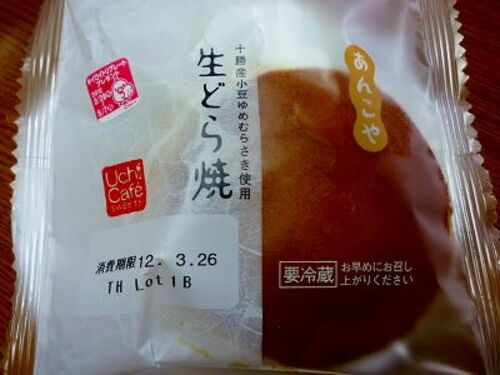 あんこや
十勝産小豆ゆめむらさき使用
生どら焼
Uchi
Café
SWEETS
消費期限12. 3.26
TH Lot 1B
要冷蔵
お早めにお召し
上がりください